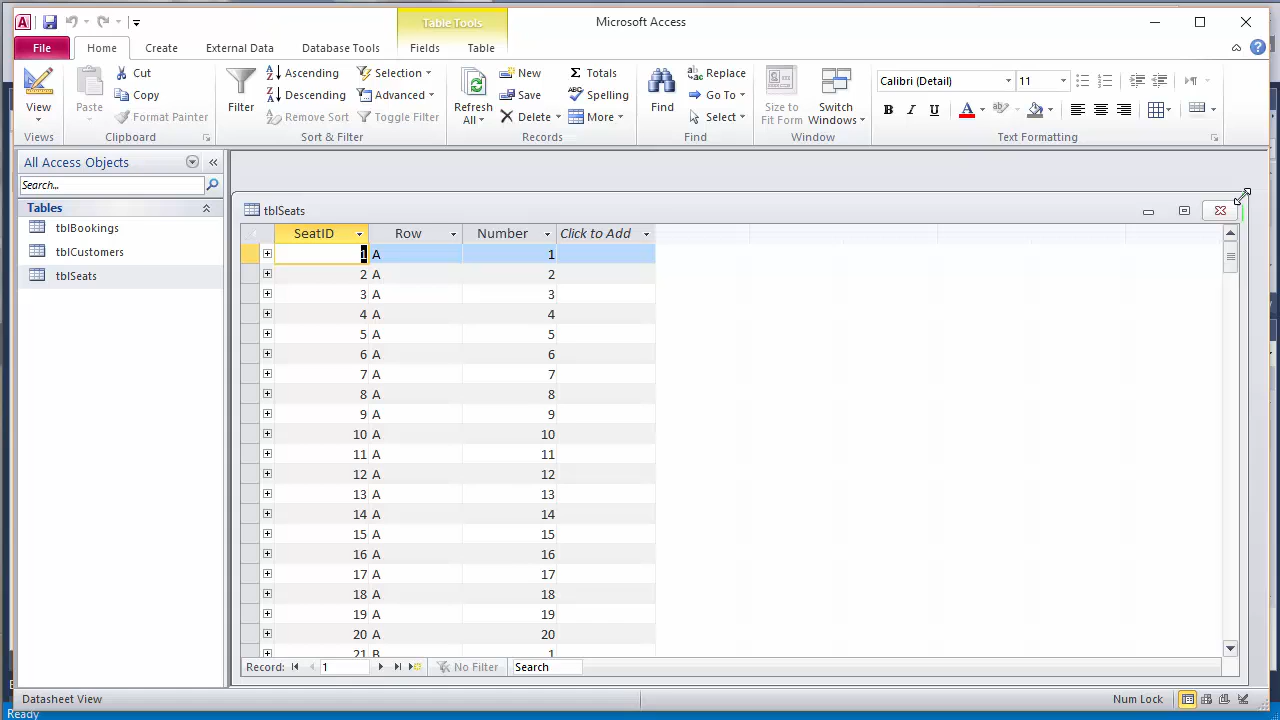 Table Tools
Microsoft Access
File Home Create External Data Database Tools Fields Table
View
Views
Paste
Cut
Copy
Format Painter
Clipboard
Filter
Ascending
Descending
Remove Sort
Selection
Advanced
Toggle Filter
Sort & Filter
Refresh
All
New
Save
Delete
Totals
Spelling
More
Records
Find
Replace
Go To
Select
Find
Size to
Fit Form
Switch
Windows
Window
Calibri (Detail) 11
B I U A
Text Formatting
All Access Objects
Search...
Tables
tblBookings
tblCustomers
tblSeats
tblSeats
SeatID Row Number Click to Add
1 A 1
2 A 2
3 A 3
4 A 4
5 A 5
6 A 6
7 A 7
8 A 8
9 A 9
10 A 10
11 A 11
12 A 12
13 A 13
14 A 14
15 A 15
16 A 16
17 A 17
18 A 18
19 A 19
20 A 20
21 B 1
Record: 1 No Filter Search
Datasheet View Num Lock
Ready